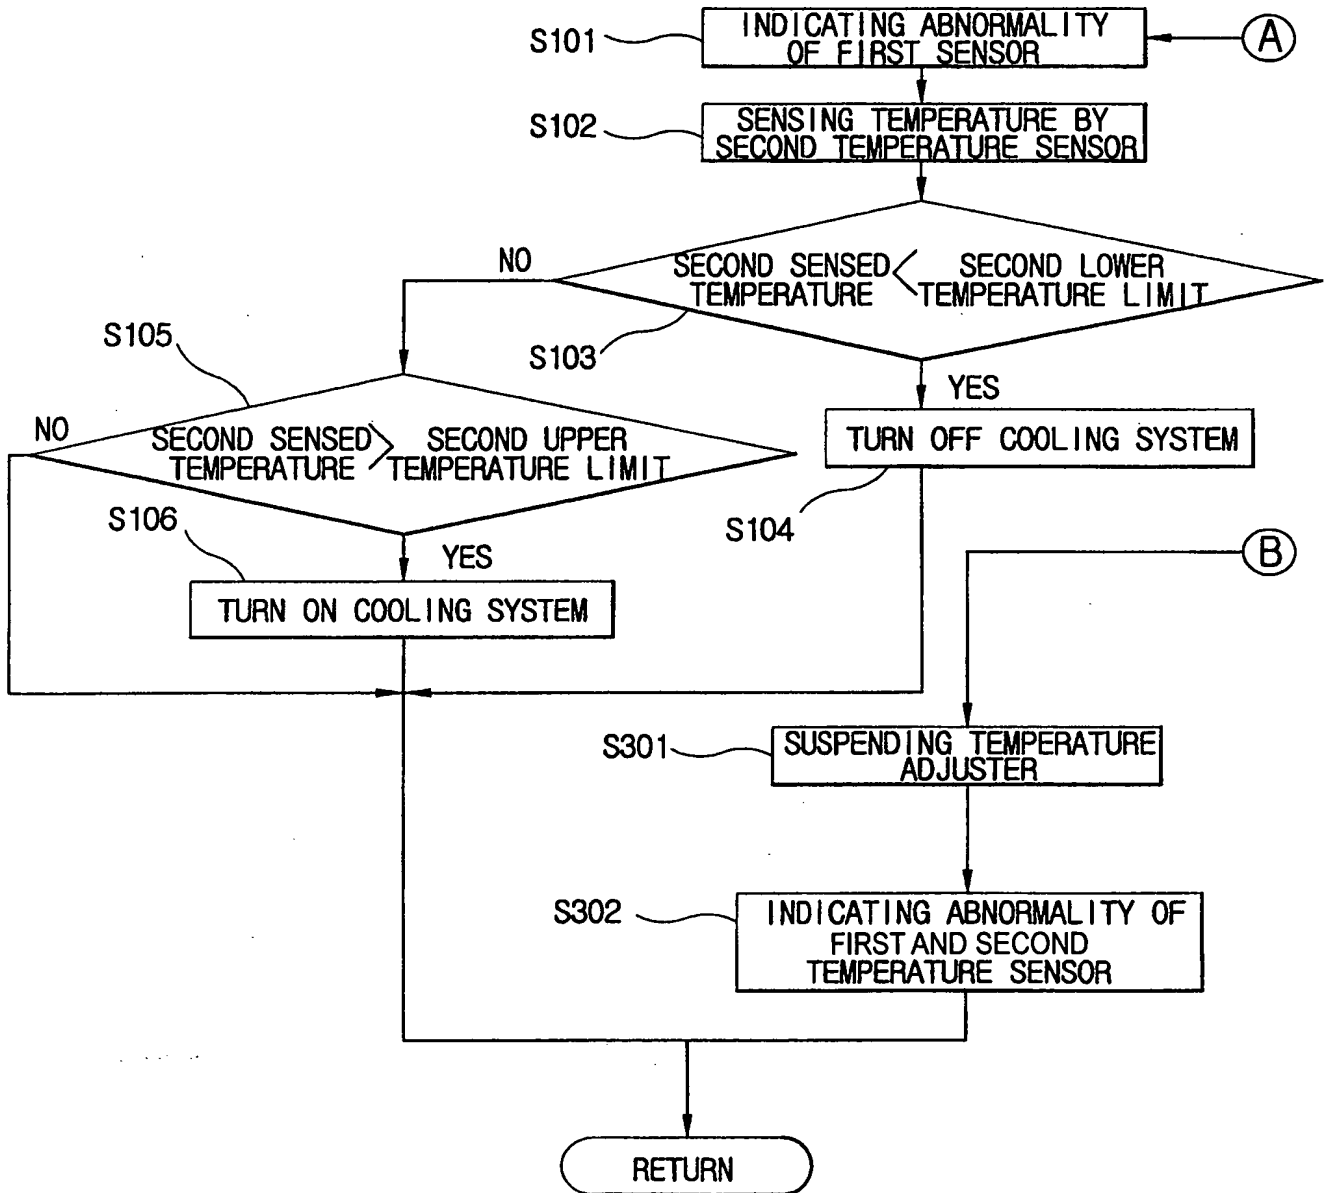 S101
INDICATING ABNORMALITY
OF FIRST SENSOR
A
S102
SENSING TEMPERATURE BY
SECOND TEMPERATURE SENSOR
NO
SECOND SENSED < SECOND LOWER
TEMPERATURE TEMPERATURE LIMIT
S103
YES
S105
NO
SECOND SENSED > SECOND UPPER
TEMPERATURE TEMPERATURE LIMIT
TURN OFF COOLING SYSTEM
S104
S106
YES
TURN ON COOLING SYSTEM
B
S301
SUSPENDING TEMPERATURE
ADJUSTER
S302
INDICATING ABNORMALITY OF
FIRST AND SECOND
TEMPERATURE SENSOR
RETURN